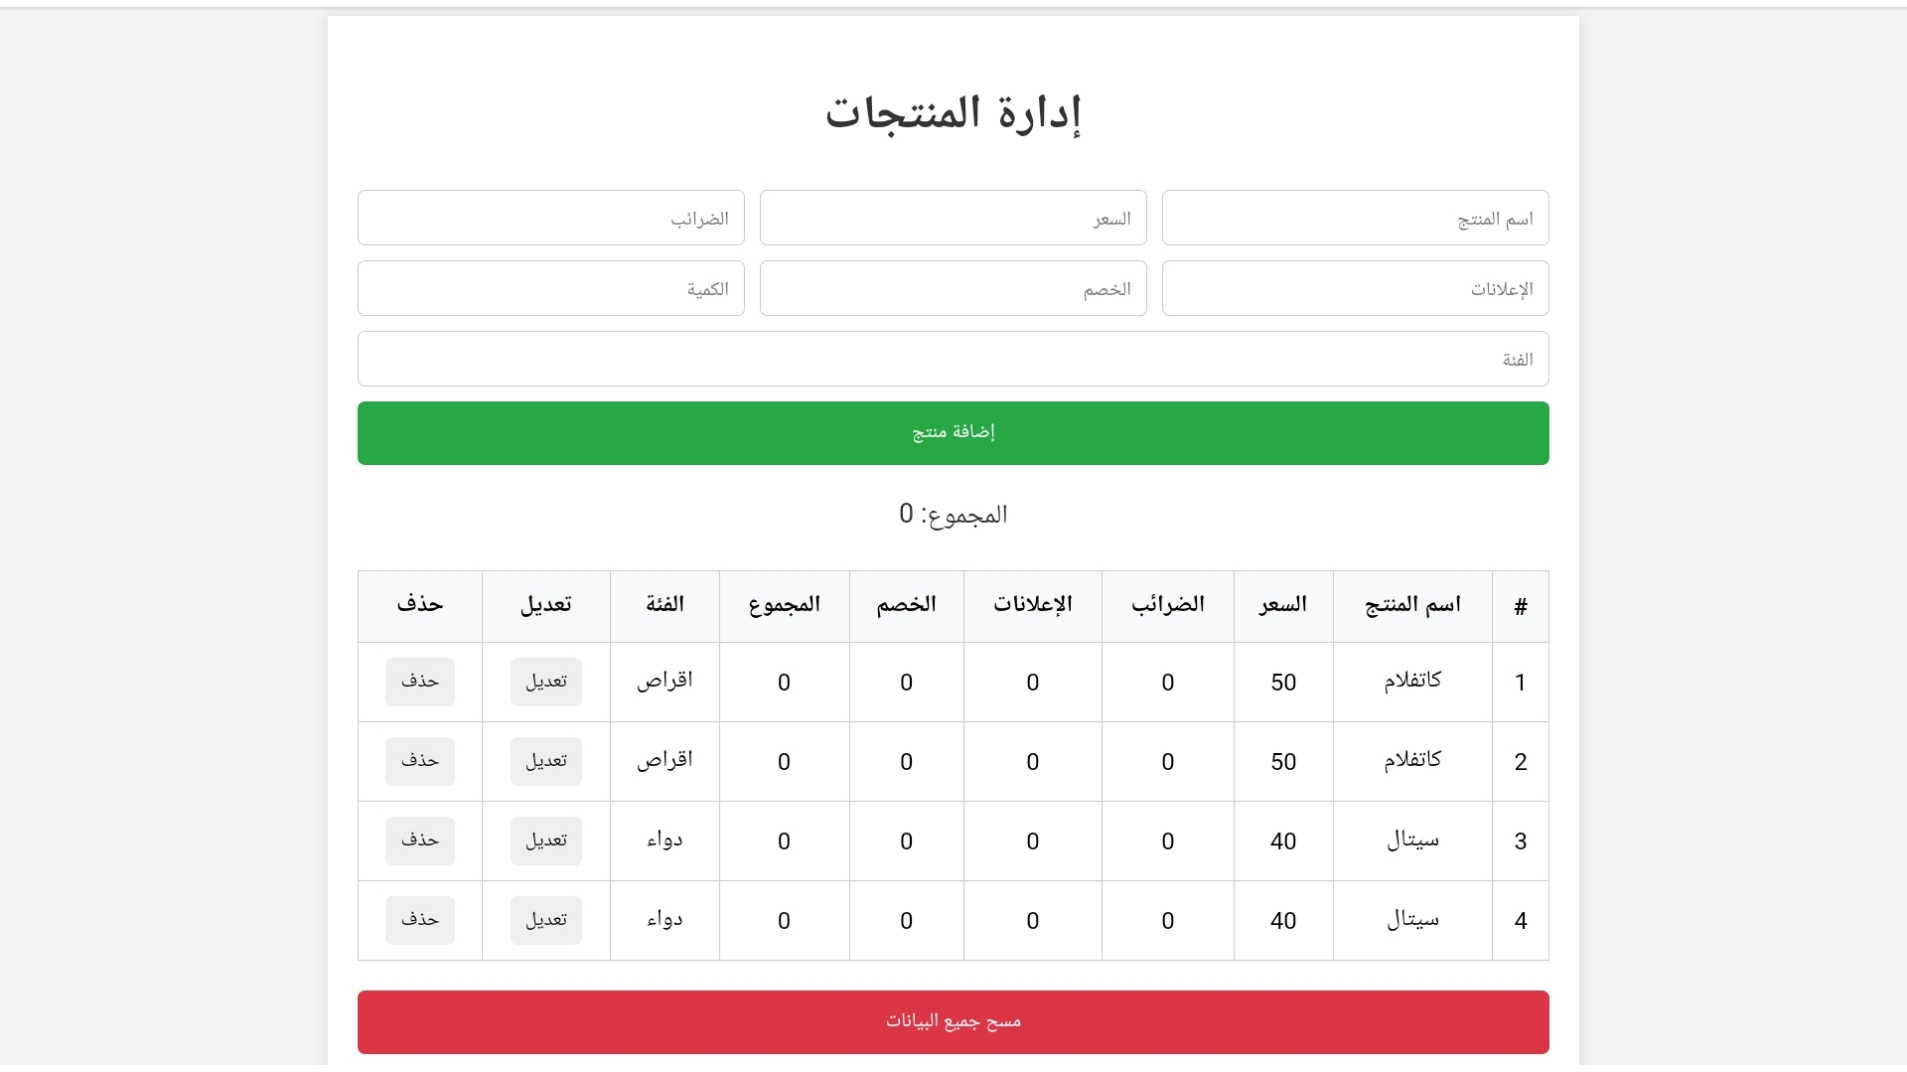 إدارة المنتجات
اسم المنتج السعر الضرائب
الإعلانات الخصم الكمية
الفئة
إضافة منتج
المجموع: 0
# اسم المنتج السعر الضرائب الإعلانات الخصم المجموع الفئة تعديل حذف
1 كاتفلام 50 0 0 0 0 اقراص تعديل حذف
2 كاتفلام 50 0 0 0 0 اقراص تعديل حذف
3 سيتال 40 0 0 0 0 دواء تعديل حذف
4 سيتال 40 0 0 0 0 دواء تعديل حذف
مسح جميع البيانات